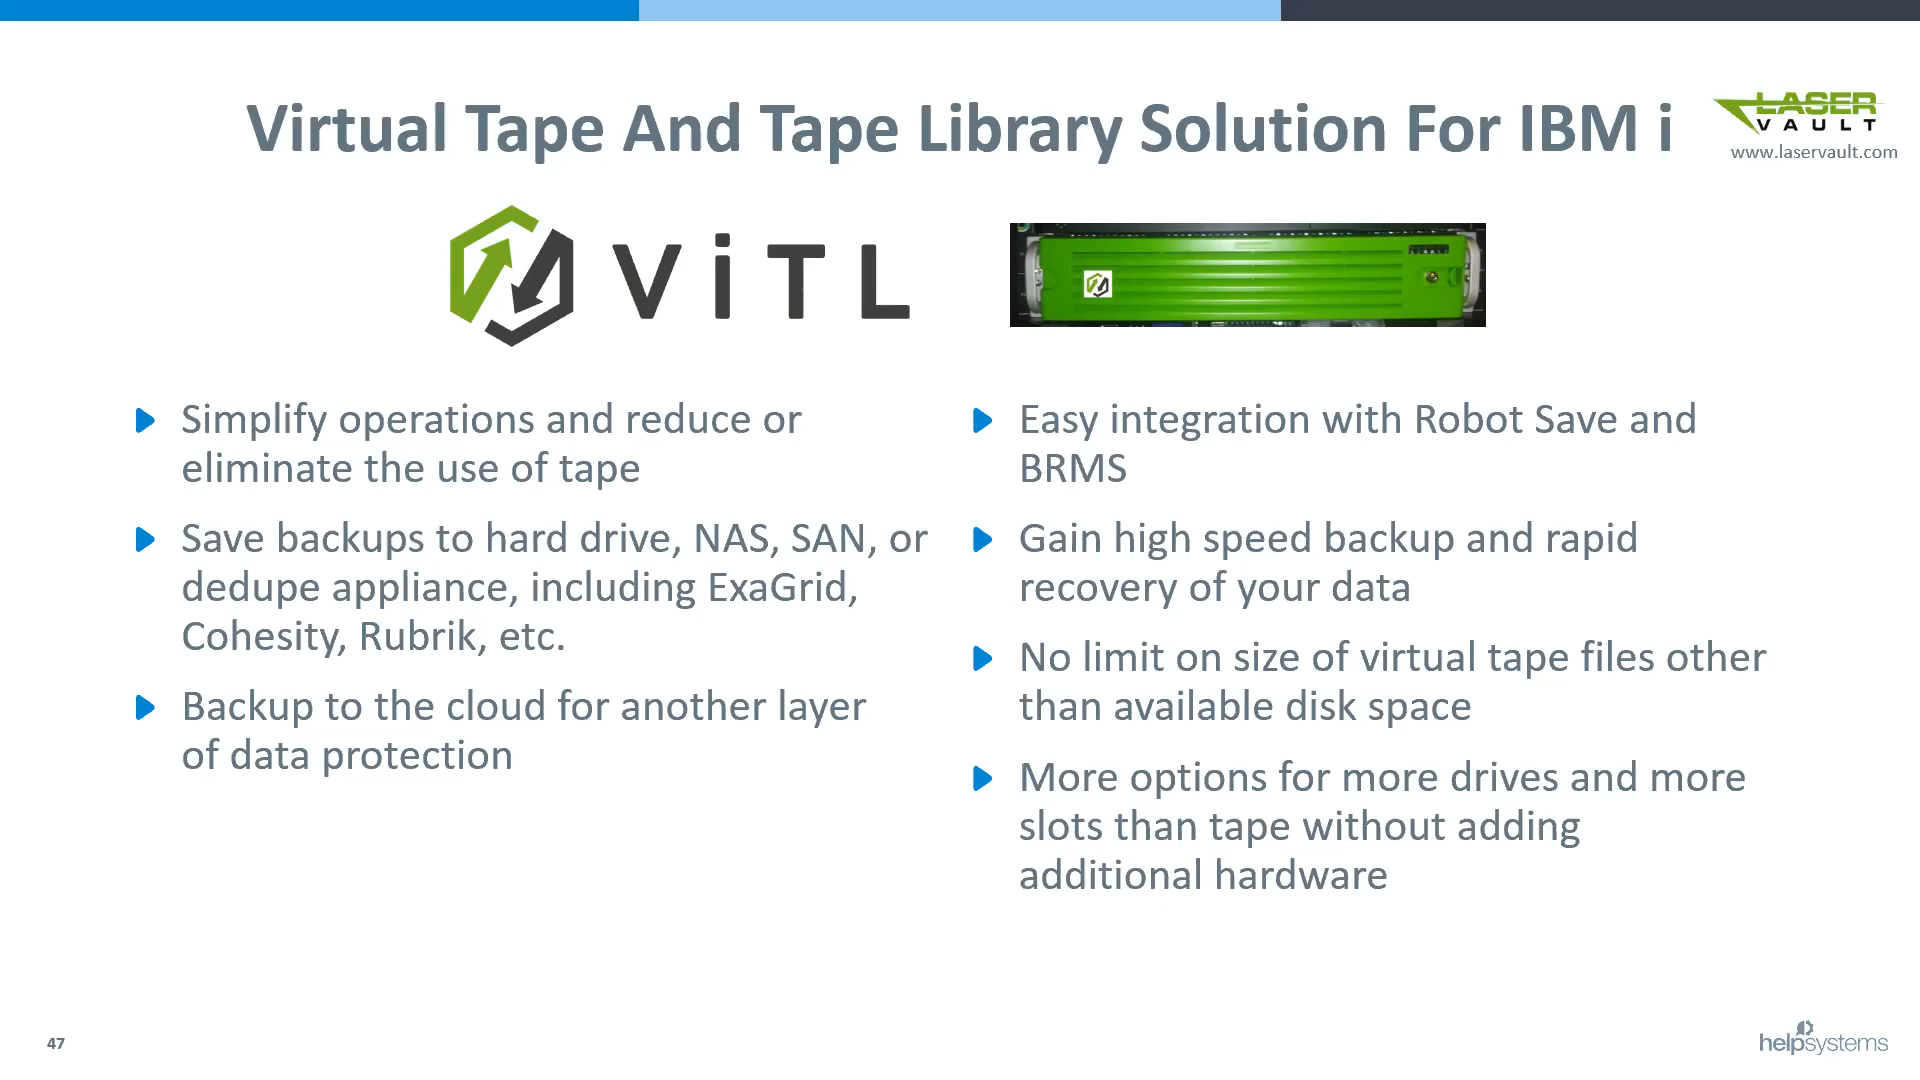 Virtual Tape And Tape Library Solution For IBM i
LASER
VAULT
www.laservault.com
ViTL
Simplify operations and reduce or
eliminate the use of tape
Save backups to hard drive, NAS, SAN, or
dedupe appliance, including ExaGrid,
Cohesity, Rubrik, etc.
Backup to the cloud for another layer
of data protection
Easy integration with Robot Save and
BRMS
Gain high speed backup and rapid
recovery of your data
No limit on size of virtual tape files other
than available disk space
More options for more drives and more
slots than tape without adding
additional hardware
47
helpsystems